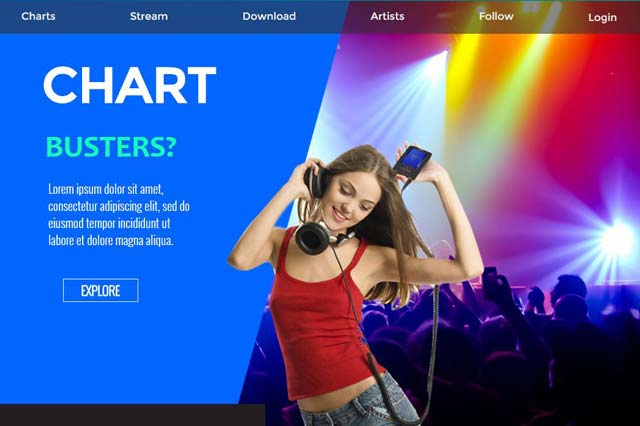 Charts Stream Download Artists Follow Login
CHART
BUSTERS?
Lorem ipsum dolor sit amet,
consectetur adipiscing elit, sed do
eiusmod tempor incididunt ut
labore et dolore magna aliqua.
EXPLORE